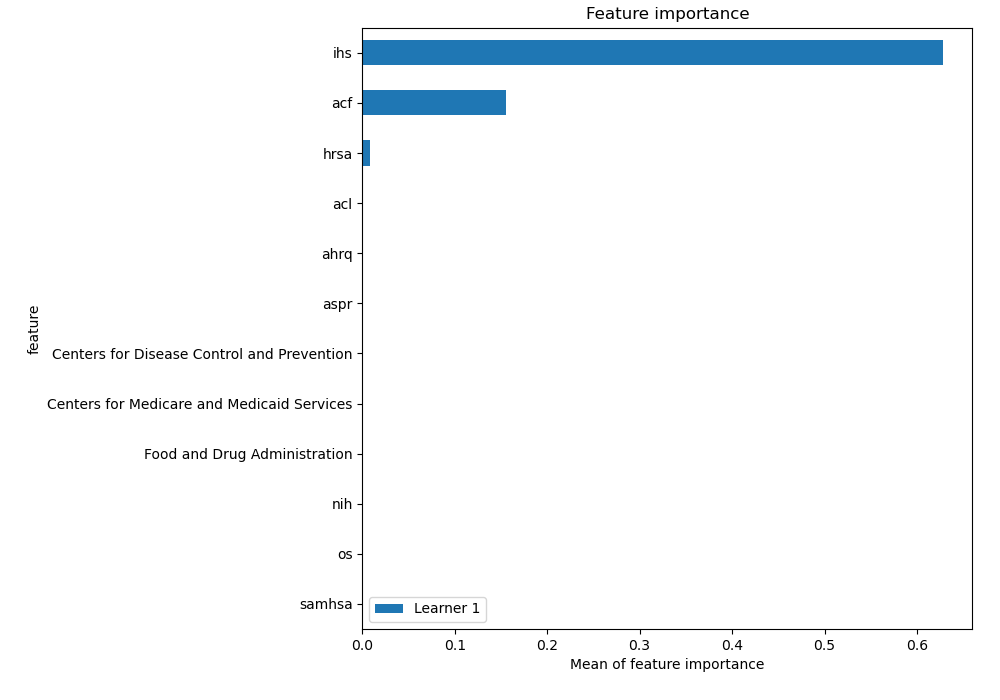 Feature importance
ihs
acf
hrsa
acl
ahrq
aspr
Centers for Disease Control and Prevention
Centers for Medicare and Medicaid Services
Food and Drug Administration
nih
os
samhsa
feature
Learner 1
0.0 0.1 0.2 0.3 0.4 0.5 0.6
Mean of feature importance